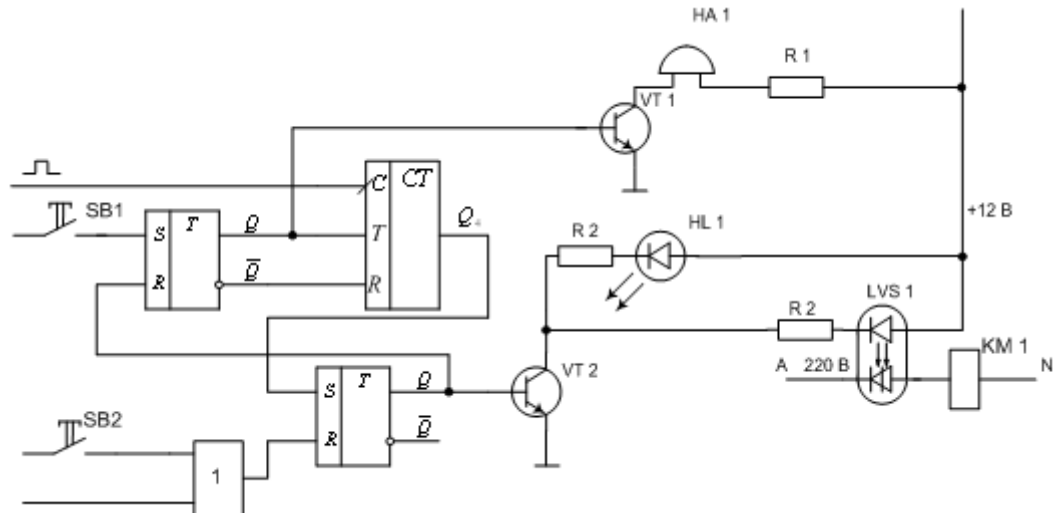 HA 1
R 1
VT 1
C CT
SB1
S T Q
Q₄
T
+12 В
R Q̅
R
R 2
HL 1
R 2
LVS 1
KM 1
A 220 В
N
S T Q
VT 2
R Q̅
SB2
1